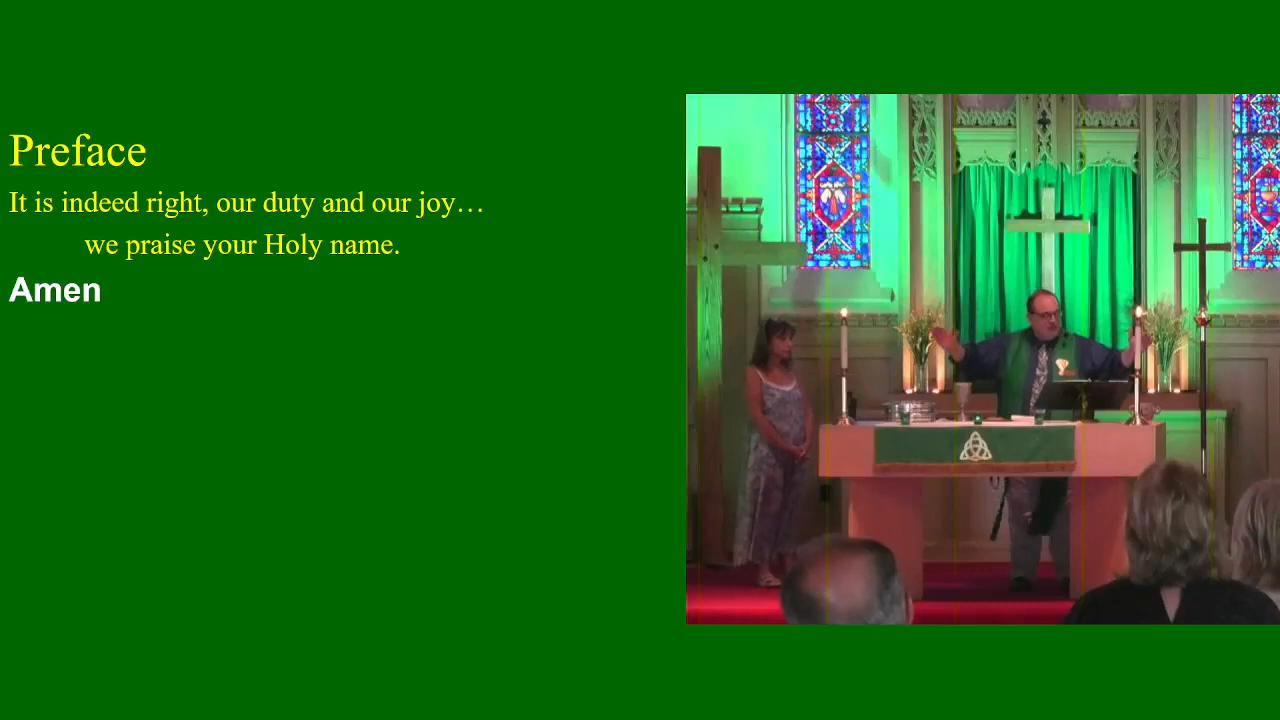 Preface
It is indeed right, our duty and our joy…
we praise your Holy name.
Amen